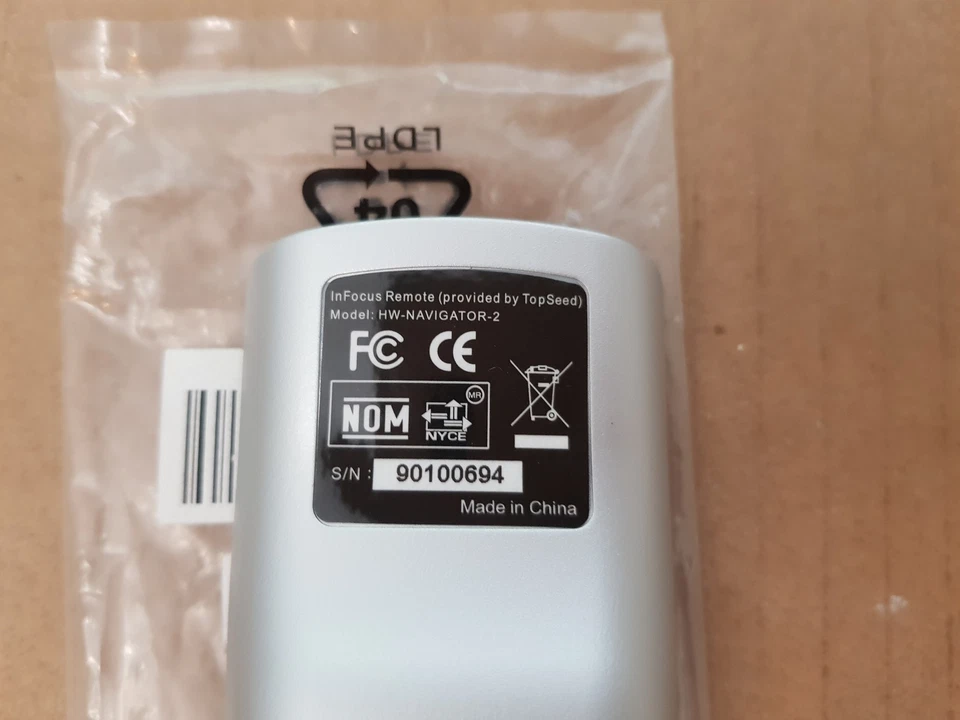 LDPE
04
InFocus Remote (provided by TopSeed)
Model: HW-NAVIGATOR-2
FC CE
MR
NOM NYCE
S/N : 90100694
Made in China